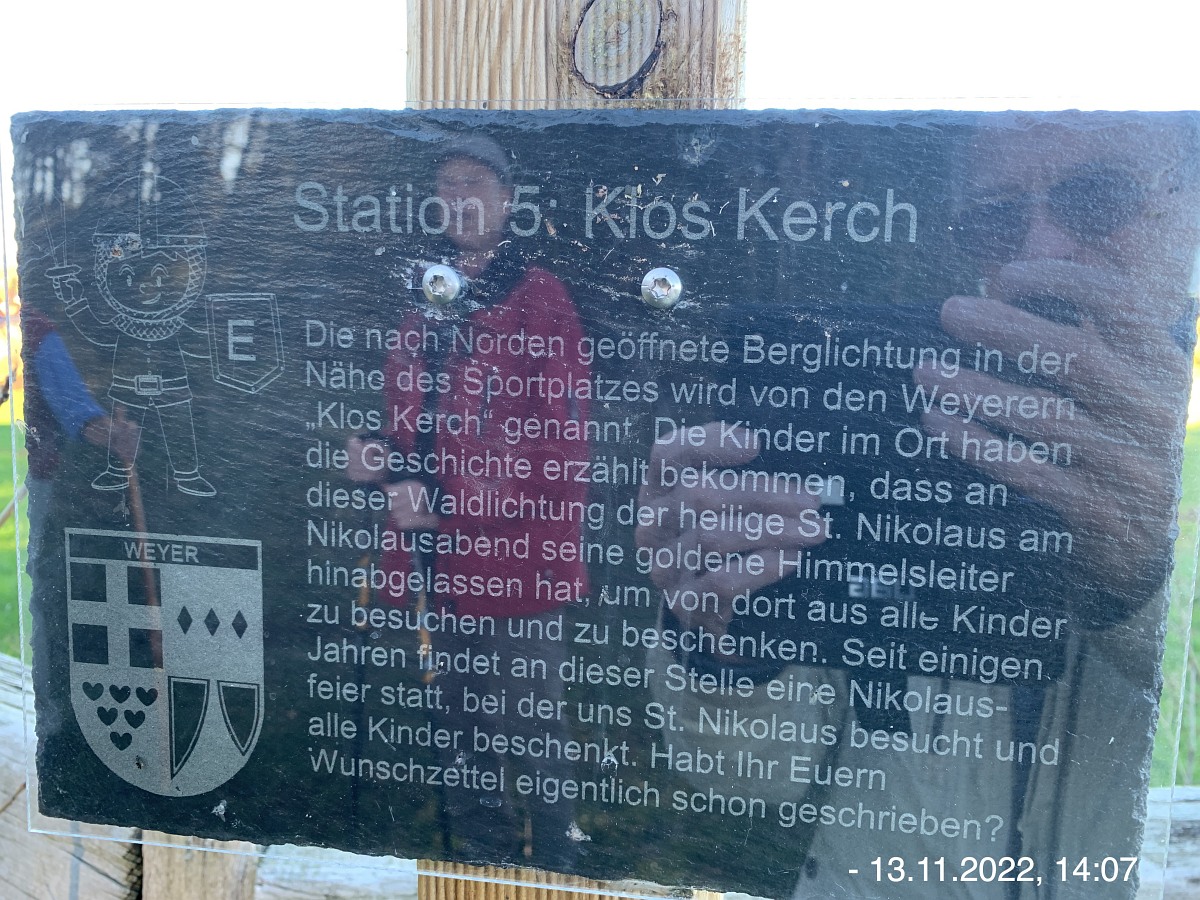 Station 5: Klos Kerch
E
Die nach Norden geöffnete Berglichtung in der
Nähe des Sportplatzes wird von den Weyerern
„Klos Kerch“ genannt. Die Kinder im Ort haben
die Geschichte erzählt bekommen, dass an
dieser Waldlichtung der heilige St. Nikolaus am
Nikolausabend seine goldene Himmelsleiter
hinabgelassen hat, um von dort aus alle Kinder
zu besuchen und zu beschenken. Seit einigen
Jahren findet an dieser Stelle eine Nikolaus-
feier statt, bei der uns St. Nikolaus besucht und
alle Kinder beschenkt. Habt Ihr Euern
Wunschzettel eigentlich schon geschrieben?
WEYER
- 13.11.2022, 14:07